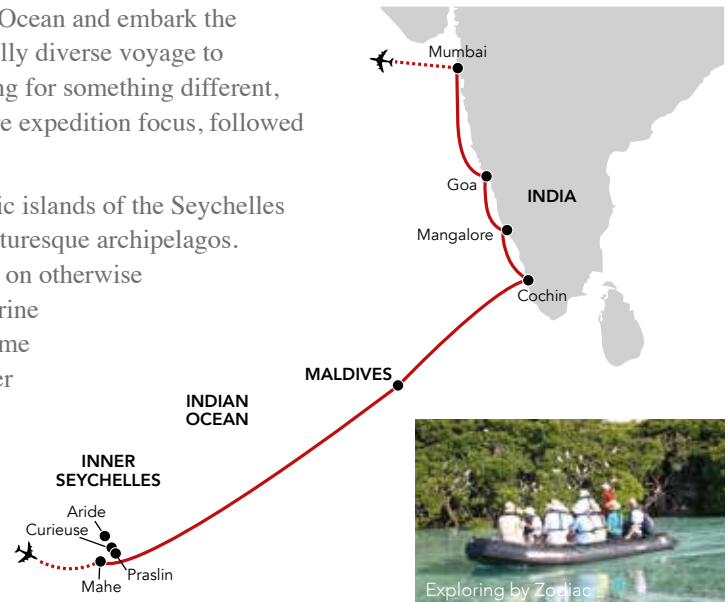 Ocean and embark the
lly diverse voyage to
ng for something different,
re expedition focus, followed
ic islands of the Seychelles
turesque archipelagos.
on otherwise
rine
me
er
Mumbai
Goa
INDIA
Mangalore
Cochin
MALDIVES
INDIAN
OCEAN
INNER
SEYCHELLES
Aride
Curieuse
Praslin
Mahe
Exploring by Zodiac